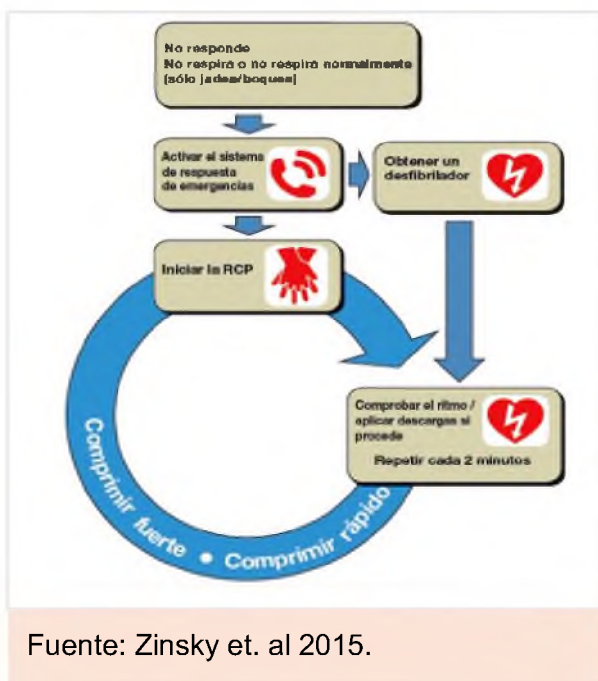 No responde
No respira o no respira normalmente
(sólo jadea/boquea)
Activar el sistema
de respuesta
de emergencias
Obtener un
desfibrilador
Iniciar la RCP
Comprobar el ritmo /
aplicar descargas si
procede
Repetir cada 2 minutos
Comprimir fuerte • Comprimir rápido
Fuente: Zinsky et. al 2015.